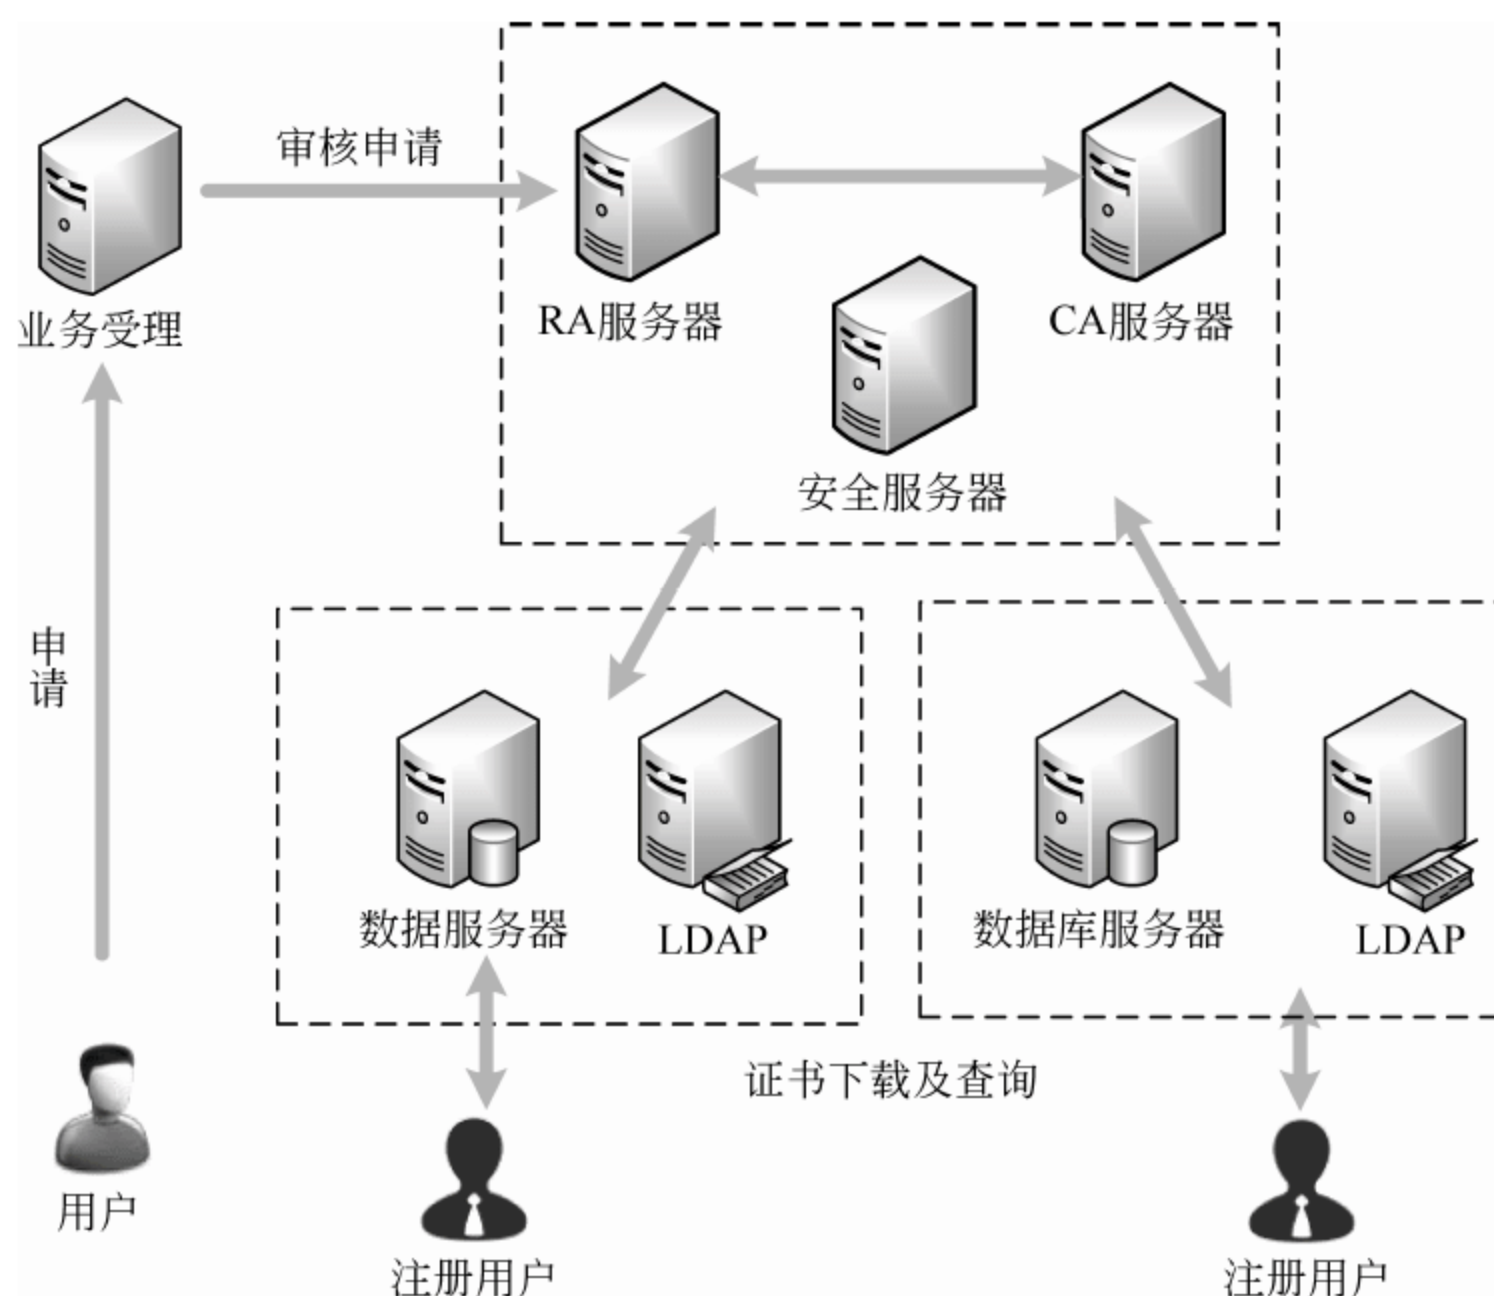 审核申请
业务受理
RA服务器
CA服务器
安全服务器
申请
数据服务器
LDAP
数据库服务器
LDAP
证书下载及查询
用户
注册用户
注册用户